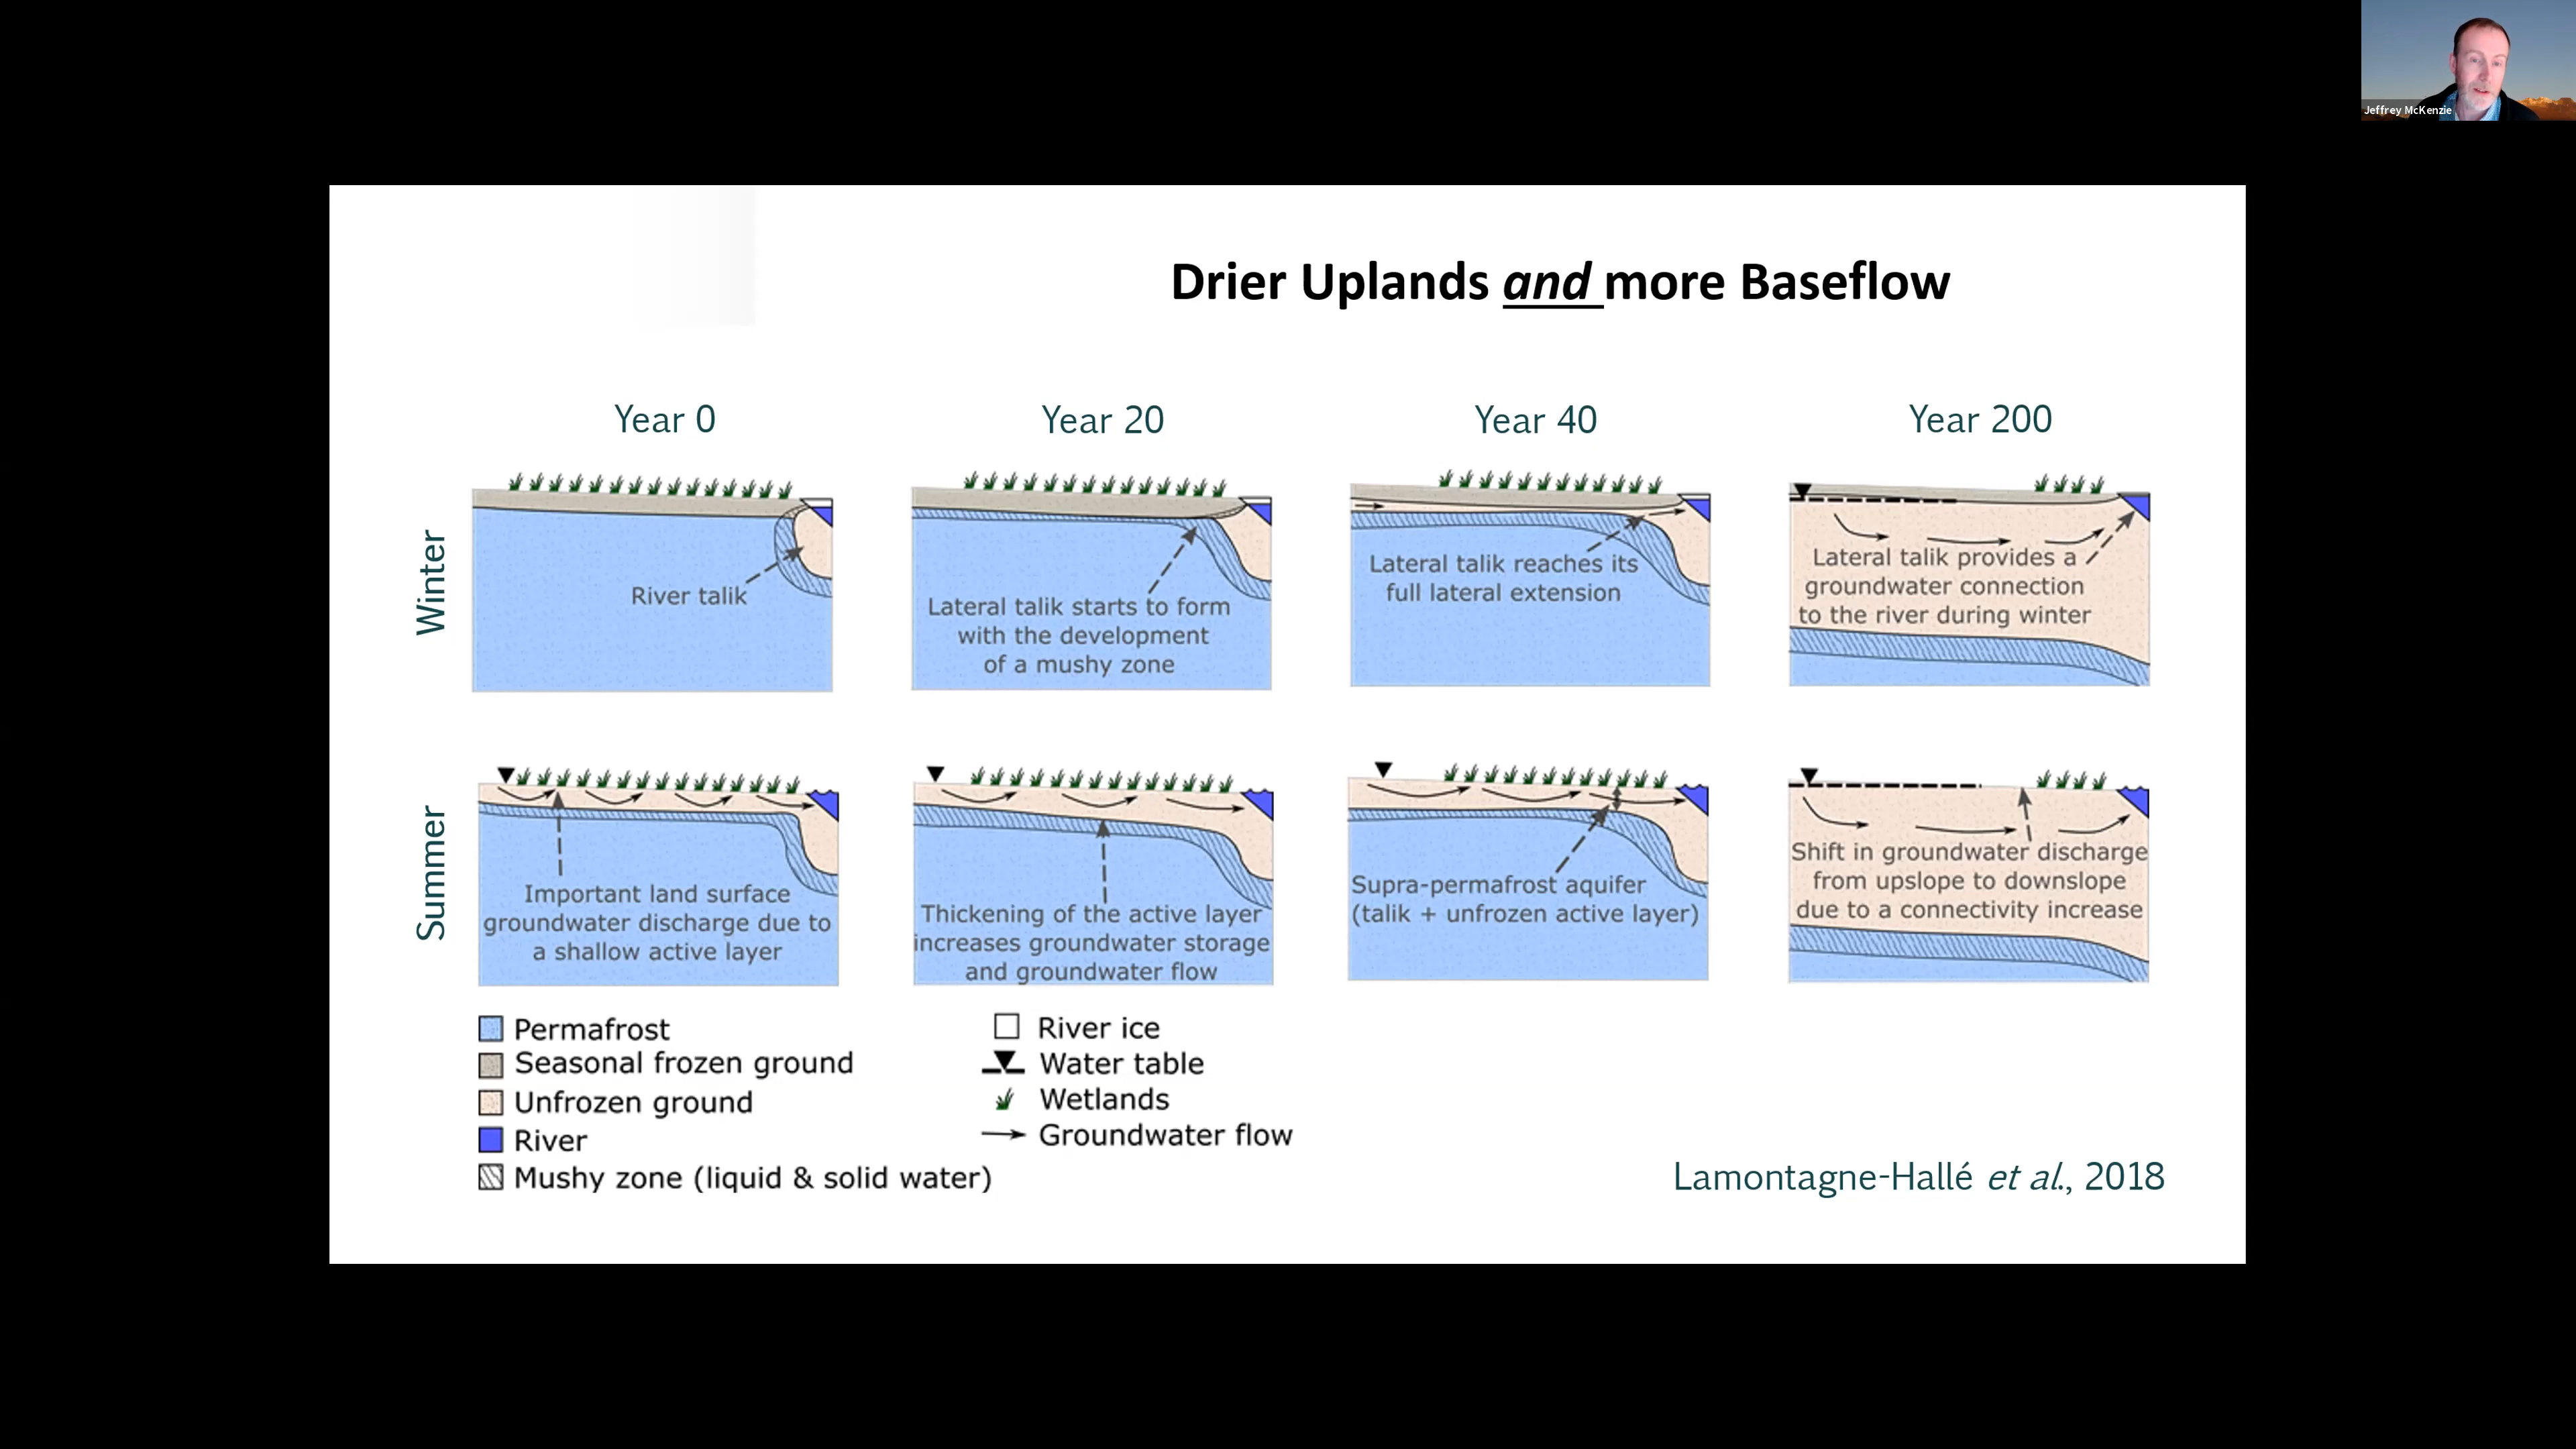 Jeffrey McKenzie
Drier Uplands and more Baseflow
Year 0
Year 20
Year 40
Year 200
Winter
River talik
Lateral talik starts to form
with the development
of a mushy zone
Lateral talik reaches its
full lateral extension
Lateral talik provides a
groundwater connection
to the river during winter
Summer
Important land surface
groundwater discharge due to
a shallow active layer
Thickening of the active layer
increases groundwater storage
and groundwater flow
Supra-permafrost aquifer
(talik + unfrozen active layer)
Shift in groundwater discharge
from upslope to downslope
due to a connectivity increase
Permafrost
Seasonal frozen ground
Unfrozen ground
River
Mushy zone (liquid & solid water)
River ice
Water table
Wetlands
Groundwater flow
Lamontagne-Hallé et al., 2018